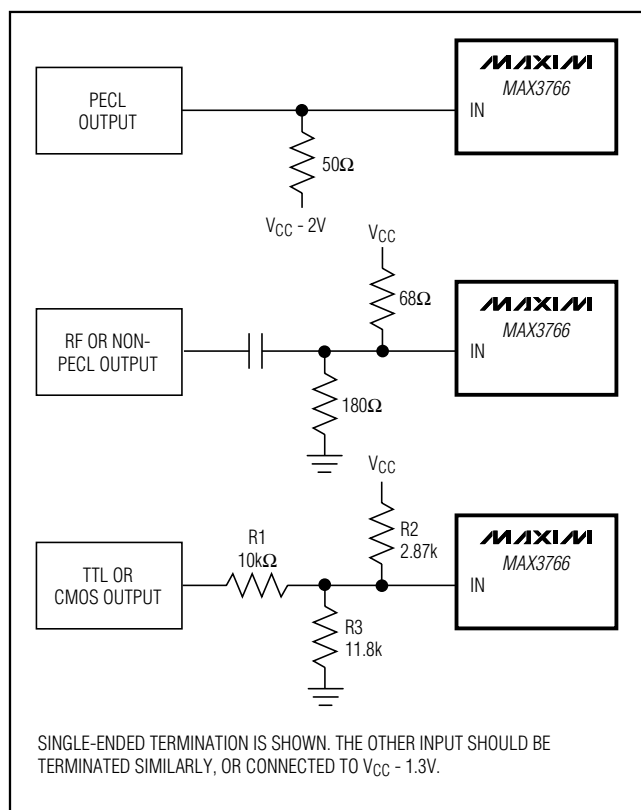 PECL
OUTPUT
MAXIM
MAX3766
IN
50Ω
VCC - 2V
VCC
68Ω
RF OR NON-
PECL OUTPUT
MAXIM
MAX3766
IN
180Ω
VCC
R1
10kΩ
R2
2.87k
TTL OR
CMOS OUTPUT
MAXIM
MAX3766
IN
R3
11.8k
SINGLE-ENDED TERMINATION IS SHOWN. THE OTHER INPUT SHOULD BE
TERMINATED SIMILARLY, OR CONNECTED TO VCC - 1.3V.